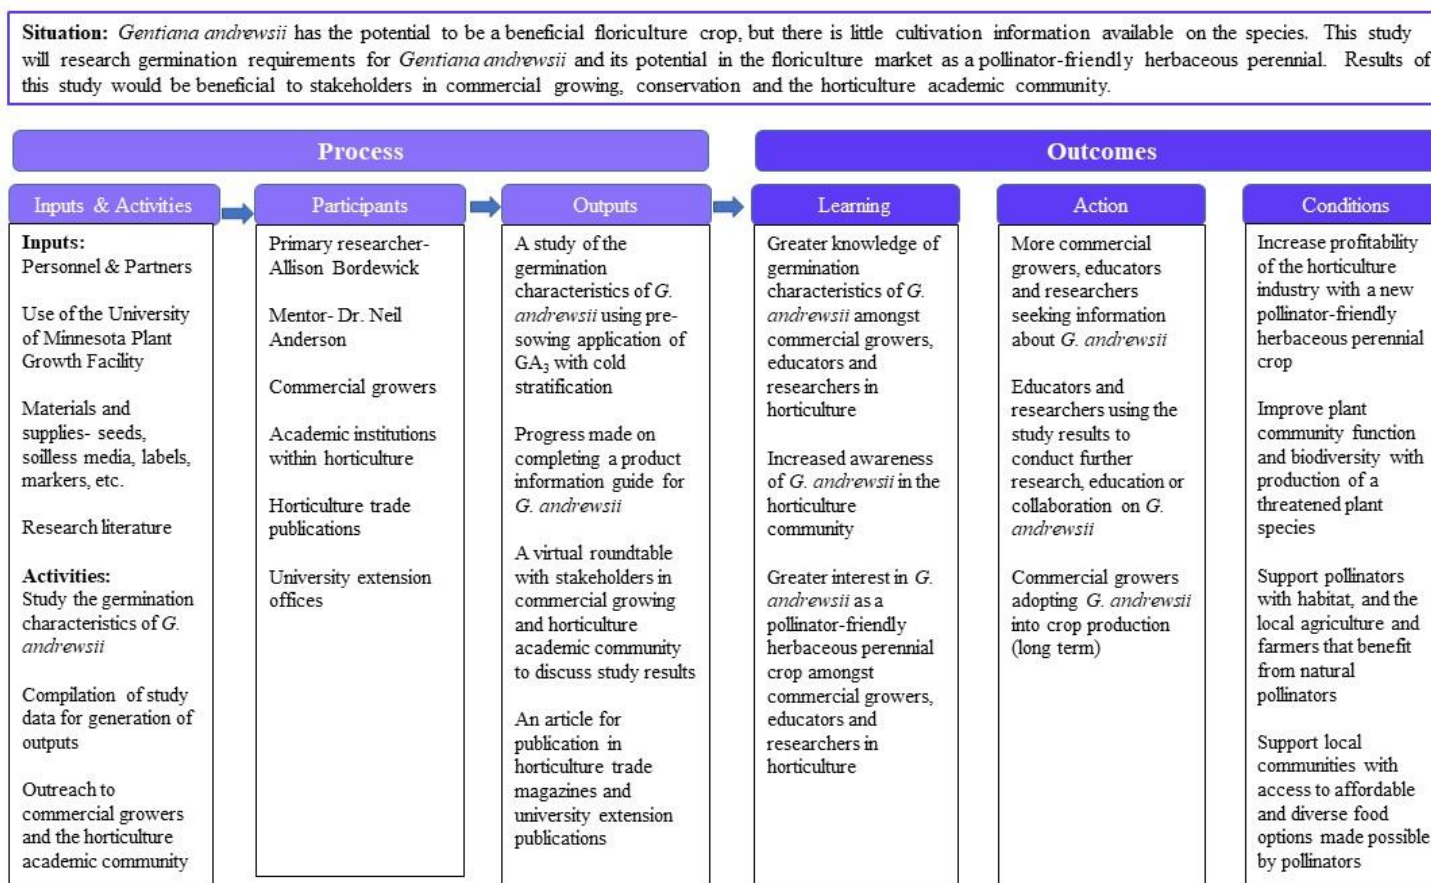 Situation: Gentiana andrewsii has the potential to be a beneficial floriculture crop, but there is little cultivation information available on the species. This study
will research germination requirements for Gentiana andrewsii and its potential in the floriculture market as a pollinator-friendly herbaceous perennial. Results of
this study would be beneficial to stakeholders in commercial growing, conservation and the horticulture academic community.
Process
Outcomes
Inputs & Activities
Inputs:
Personnel & Partners
Use of the University
of Minnesota Plant
Growth Facility
Materials and
supplies- seeds,
soilless media, labels,
markers, etc.
Research literature
Activities:
Study the germination
characteristics of G.
andrewsii
Compilation of study
data for generation of
outputs
Outreach to
commercial growers
and the horticulture
academic community
Participants
Primary researcher-
Allison Bordewick
Mentor- Dr. Neil
Anderson
Commercial growers
Academic institutions
within horticulture
Horticulture trade
publications
University extension
offices
Outputs
A study of the
germination
characteristics of G.
andrewsii using pre-
sowing application of
GA3 with cold
stratification
Progress made on
completing a product
information guide for
G. andrewsii
A virtual roundtable
with stakeholders in
commercial growing
and horticulture
academic community
to discuss study results
An article for
publication in
horticulture trade
magazines and
university extension
publications
Learning
Greater knowledge of
germination
characteristics of G.
andrewsii amongst
commercial growers,
educators and
researchers in
horticulture
Increased awareness
of G. andrewsii in the
horticulture
community
Greater interest in G.
andrewsii as a
pollinator-friendly
herbaceous perennial
crop amongst
commercial growers,
educators and
researchers in
horticulture
Action
More commercial
growers, educators
and researchers
seeking information
about G. andrewsii
Educators and
researchers using the
study results to
conduct further
research, education or
collaboration on G.
andrewsii
Commercial growers
adopting G. andrewsii
into crop production
(long term)
Conditions
Increase profitability
of the horticulture
industry with a new
pollinator-friendly
herbaceous perennial
crop
Improve plant
community function
and biodiversity with
production of a
threatened plant
species
Support pollinators
with habitat, and the
local agriculture and
farmers that benefit
from natural
pollinators
Support local
communities with
access to affordable
and diverse food
options made possible
by pollinators